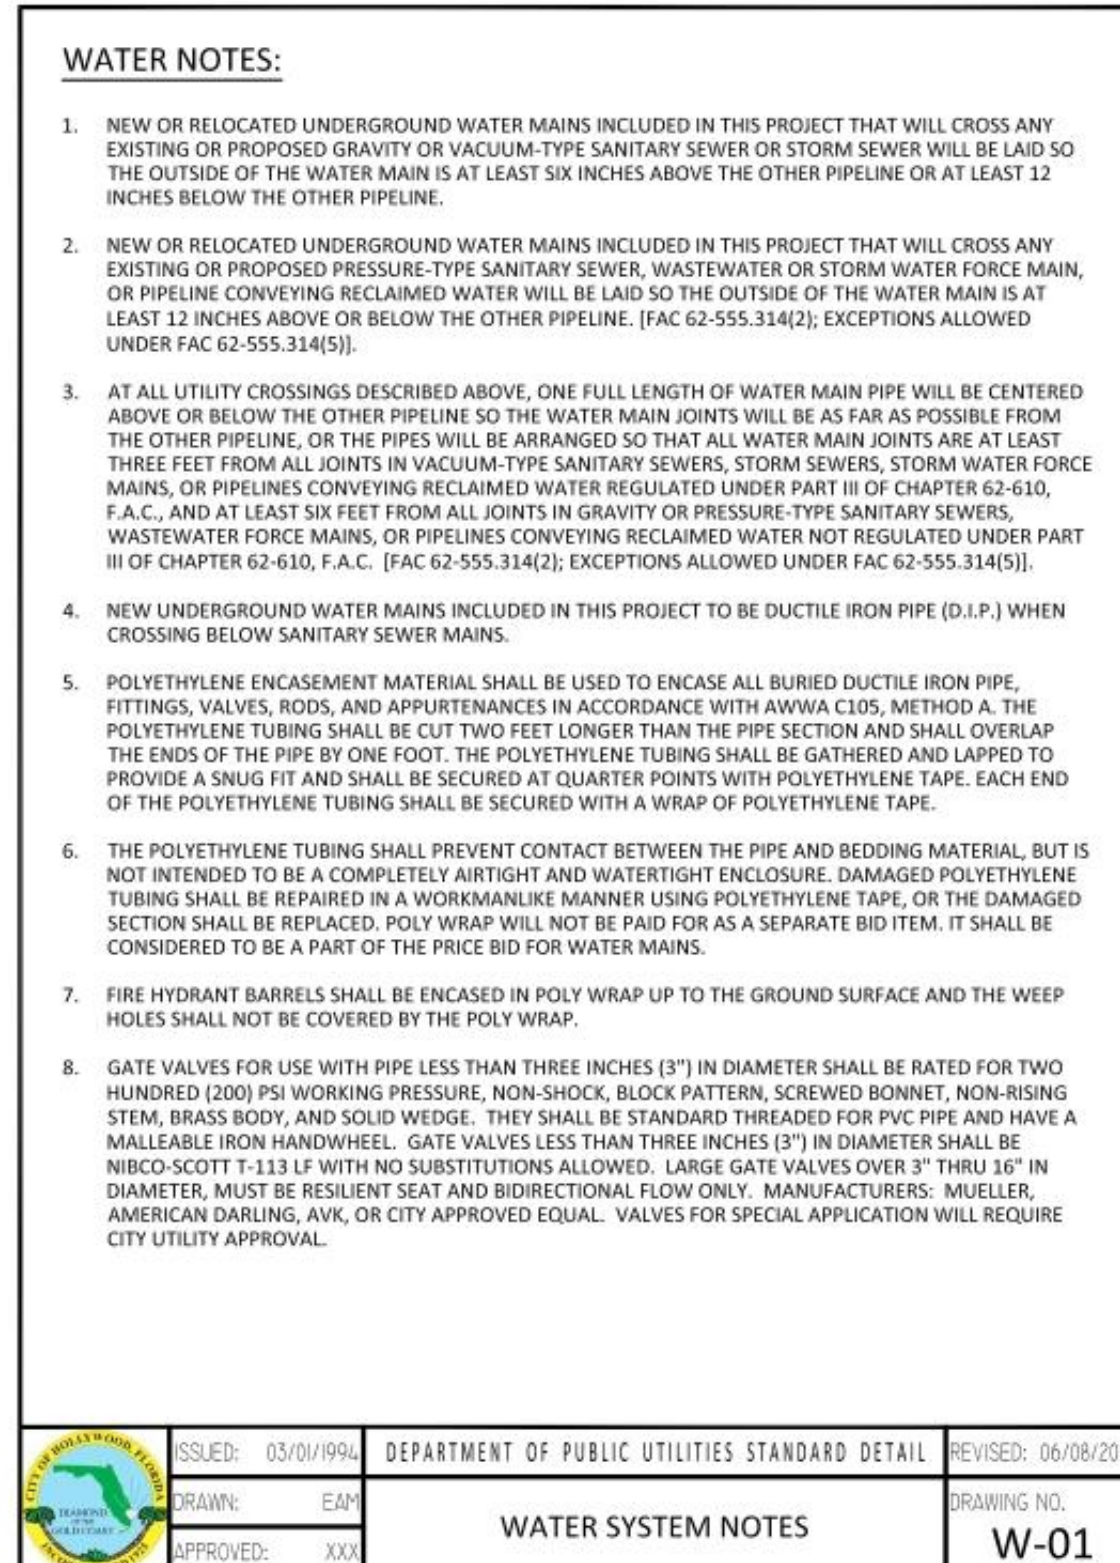 WATER NOTES:
1. NEW OR RELOCATED UNDERGROUND WATER MAINS INCLUDED IN THIS PROJECT THAT WILL CROSS ANY
EXISTING OR PROPOSED GRAVITY OR VACUUM-TYPE SANITARY SEWER OR STORM SEWER WILL BE LAID SO
THE OUTSIDE OF THE WATER MAIN IS AT LEAST SIX INCHES ABOVE THE OTHER PIPELINE OR AT LEAST 12
INCHES BELOW THE OTHER PIPELINE.
2. NEW OR RELOCATED UNDERGROUND WATER MAINS INCLUDED IN THIS PROJECT THAT WILL CROSS ANY
EXISTING OR PROPOSED PRESSURE-TYPE SANITARY SEWER, WASTEWATER OR STORM WATER FORCE MAIN,
OR PIPELINE CONVEYING RECLAIMED WATER WILL BE LAID SO THE OUTSIDE OF THE WATER MAIN IS AT
LEAST 12 INCHES ABOVE OR BELOW THE OTHER PIPELINE. [FAC 62-555.314(2); EXCEPTIONS ALLOWED
UNDER FAC 62-555.314(5)].
3. AT ALL UTILITY CROSSINGS DESCRIBED ABOVE, ONE FULL LENGTH OF WATER MAIN PIPE WILL BE CENTERED
ABOVE OR BELOW THE OTHER PIPELINE SO THE WATER MAIN JOINTS WILL BE AS FAR AS POSSIBLE FROM
THE OTHER PIPELINE, OR THE PIPES WILL BE ARRANGED SO THAT ALL WATER MAIN JOINTS ARE AT LEAST
THREE FEET FROM ALL JOINTS IN VACUUM-TYPE SANITARY SEWERS, STORM SEWERS, STORM WATER FORCE
MAINS, OR PIPELINES CONVEYING RECLAIMED WATER REGULATED UNDER PART III OF CHAPTER 62-610,
F.A.C., AND AT LEAST SIX FEET FROM ALL JOINTS IN GRAVITY OR PRESSURE-TYPE SANITARY SEWERS,
WASTEWATER FORCE MAINS, OR PIPELINES CONVEYING RECLAIMED WATER NOT REGULATED UNDER PART
III OF CHAPTER 62-610, F.A.C. [FAC 62-555.314(2); EXCEPTIONS ALLOWED UNDER FAC 62-555.314(5)].
4. NEW UNDERGROUND WATER MAINS INCLUDED IN THIS PROJECT TO BE DUCTILE IRON PIPE (D.I.P.) WHEN
CROSSING BELOW SANITARY SEWER MAINS.
5. POLYETHYLENE ENCASEMENT MATERIAL SHALL BE USED TO ENCASE ALL BURIED DUCTILE IRON PIPE,
FITTINGS, VALVES, RODS, AND APPURTENANCES IN ACCORDANCE WITH AWWA C105, METHOD A. THE
POLYETHYLENE TUBING SHALL BE CUT TWO FEET LONGER THAN THE PIPE SECTION AND SHALL OVERLAP
THE ENDS OF THE PIPE BY ONE FOOT. THE POLYETHYLENE TUBING SHALL BE GATHERED AND LAPPED TO
PROVIDE A SNUG FIT AND SHALL BE SECURED AT QUARTER POINTS WITH POLYETHYLENE TAPE. EACH END
OF THE POLYETHYLENE TUBING SHALL BE SECURED WITH A WRAP OF POLYETHYLENE TAPE.
6. THE POLYETHYLENE TUBING SHALL PREVENT CONTACT BETWEEN THE PIPE AND BEDDING MATERIAL, BUT IS
NOT INTENDED TO BE A COMPLETELY AIRTIGHT AND WATERTIGHT ENCLOSURE. DAMAGED POLYETHYLENE
TUBING SHALL BE REPAIRED IN A WORKMANLIKE MANNER USING POLYETHYLENE TAPE, OR THE DAMAGED
SECTION SHALL BE REPLACED. POLY WRAP WILL NOT BE PAID FOR AS A SEPARATE BID ITEM. IT SHALL BE
CONSIDERED TO BE A PART OF THE PRICE BID FOR WATER MAINS.
7. FIRE HYDRANT BARRELS SHALL BE ENCASED IN POLY WRAP UP TO THE GROUND SURFACE AND THE WEEP
HOLES SHALL NOT BE COVERED BY THE POLY WRAP.
8. GATE VALVES FOR USE WITH PIPE LESS THAN THREE INCHES (3") IN DIAMETER SHALL BE RATED FOR TWO
HUNDRED (200) PSI WORKING PRESSURE, NON-SHOCK, BLOCK PATTERN, SCREWED BONNET, NON-RISING
STEM, BRASS BODY, AND SOLID WEDGE. THEY SHALL BE STANDARD THREADED FOR PVC PIPE AND HAVE A
MALLEABLE IRON HANDWHEEL. GATE VALVES LESS THAN THREE INCHES (3") IN DIAMETER SHALL BE
NIBCO-SCOTT T-113 LF WITH NO SUBSTITUTIONS ALLOWED. LARGE GATE VALVES OVER 3" THRU 16" IN
DIAMETER, MUST BE RESILIENT SEAT AND BIDIRECTIONAL FLOW ONLY. MANUFACTURERS: MUELLER,
AMERICAN DARLING, AVK, OR CITY APPROVED EQUAL. VALVES FOR SPECIAL APPLICATION WILL REQUIRE
CITY UTILITY APPROVAL.
CITY OF HOLLYWOOD, FLORIDA
DIAMOND
OF THE
GOLD COAST
INCORPORATED 1925
ISSUED: 03/01/1994
DRAWN: EAM
APPROVED: XXX
DEPARTMENT OF PUBLIC UTILITIES STANDARD DETAIL
WATER SYSTEM NOTES
REVISED: 06/08/20
DRAWING NO.
W-01